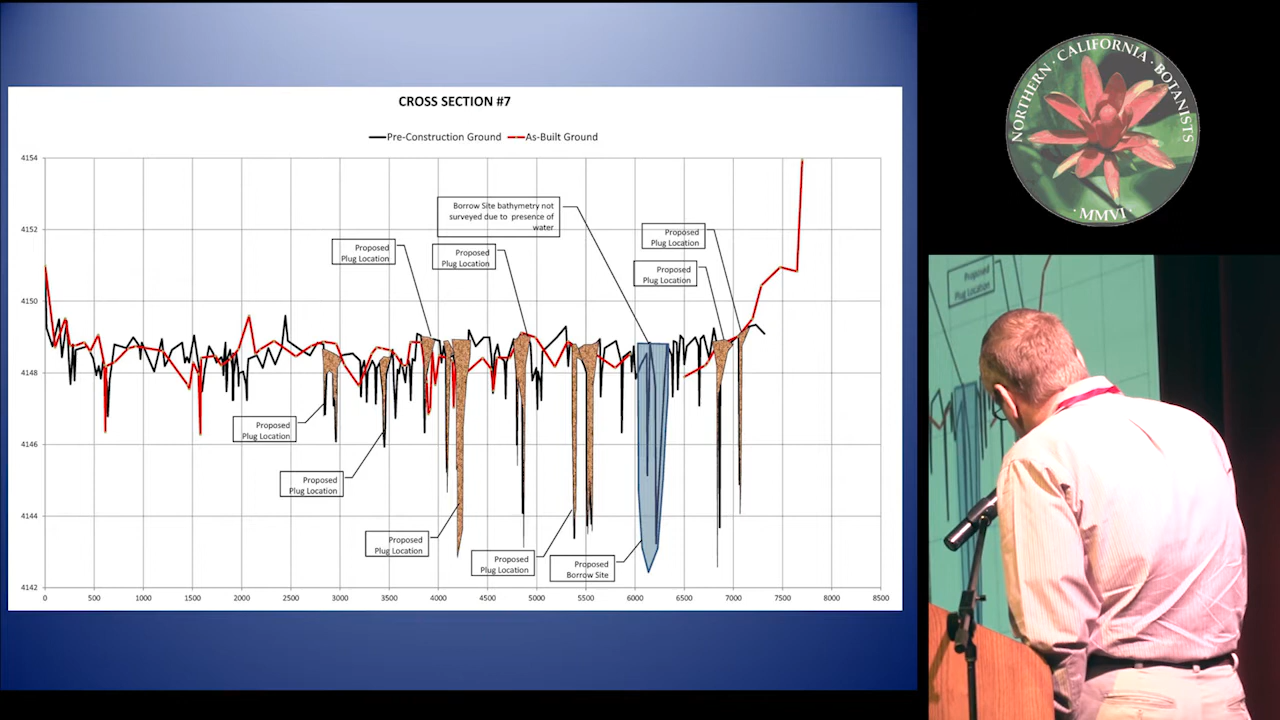 CROSS SECTION #7
Pre-Construction Ground As-Built Ground
4154
4152
4150
4148
4146
4144
4142
0 500 1000 1500 2000 2500 3000 3500 4000 4500 5000 5500 6000 6500 7000 7500 8000 8500
Borrow Site bathymetry not
surveyed due to presence of
water
Proposed
Plug Location
Proposed
Plug Location
Proposed
Plug Location
Proposed
Plug Location
Proposed
Plug Location
Proposed
Plug Location
Proposed
Plug Location
Proposed
Plug Location
Proposed
Borrow Site
NORTHERN · CALIFORNIA · BOTANISTS
· MMVI ·
Proposed
Plug Location